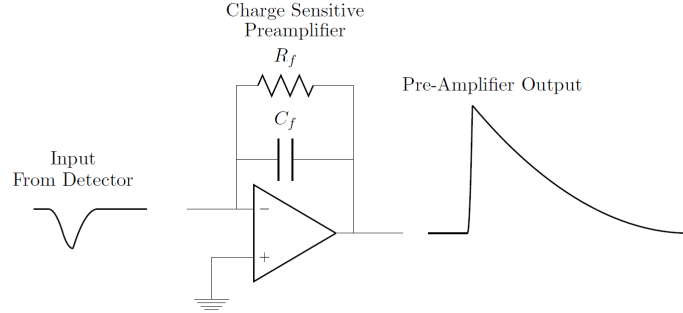 Charge Sensitive
Preamplifier
R_f
Pre-Amplifier Output
C_f
Input
From Detector
−
+